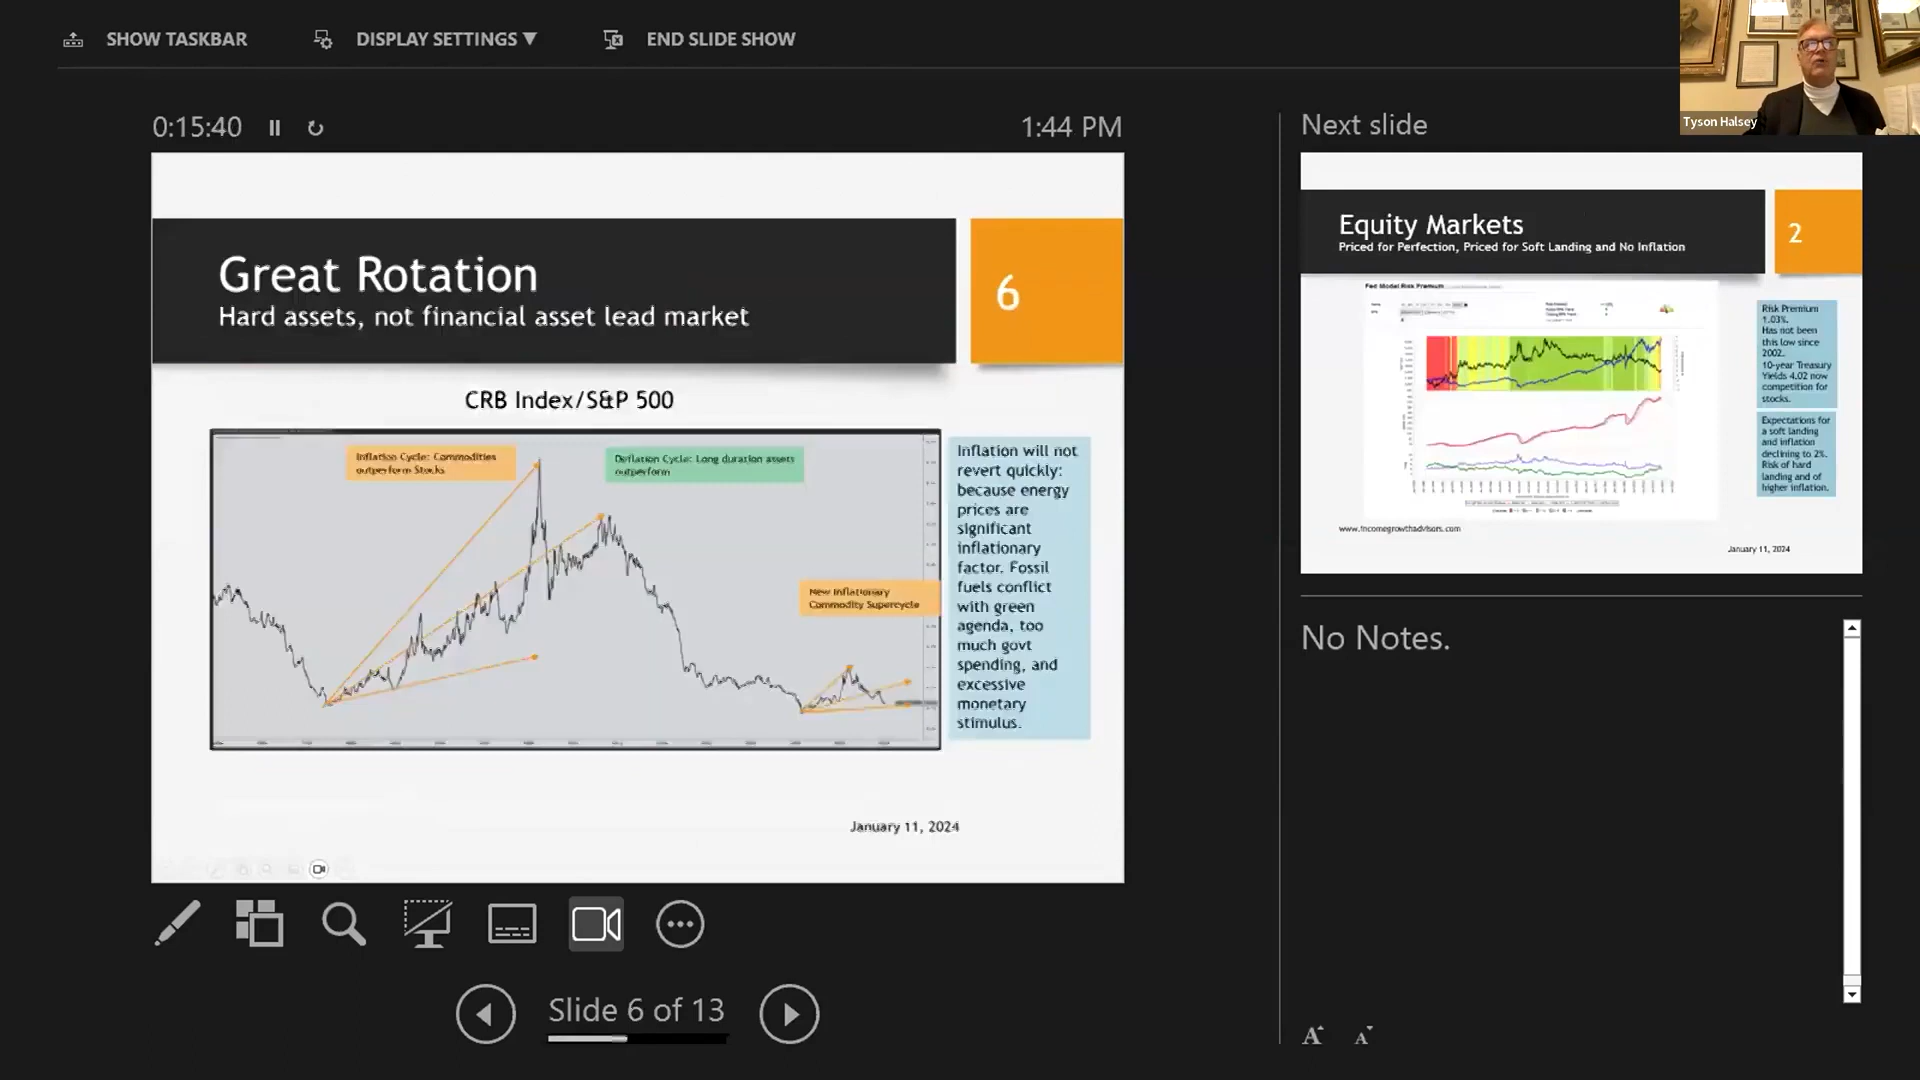 SHOW TASKBAR
DISPLAY SETTINGS ▼
END SLIDE SHOW
Tyson Halsey
0:15:40
1:44 PM
Great Rotation
Hard assets, not financial asset lead market
6
CRB Index/S&P 500
Inflation Cycle: Commodities
outperform Stocks
Deflation Cycle: Long duration assets
outperform
New Inflationary
Commodity Supercycle
Inflation will not
revert quickly:
because energy
prices are
significant
inflationary
factor. Fossil
fuels conflict
with green
agenda, too
much govt
spending, and
excessive
monetary
stimulus.
January 11, 2024
Slide 6 of 13
Next slide
Equity Markets
Priced for Perfection, Priced for Soft Landing and No Inflation
2
Fed Model Risk Premium
Risk Premium
1.03%.
Has not been
this low since
2002.
10-year Treasury
Yields 4.02 now
competition for
stocks.
Expectations for
a soft landing
and inflation
declining to 2%.
Risk of hard
landing and of
higher inflation.
www.incomegrowthadvisors.com
January 11, 2024
No Notes.
A A